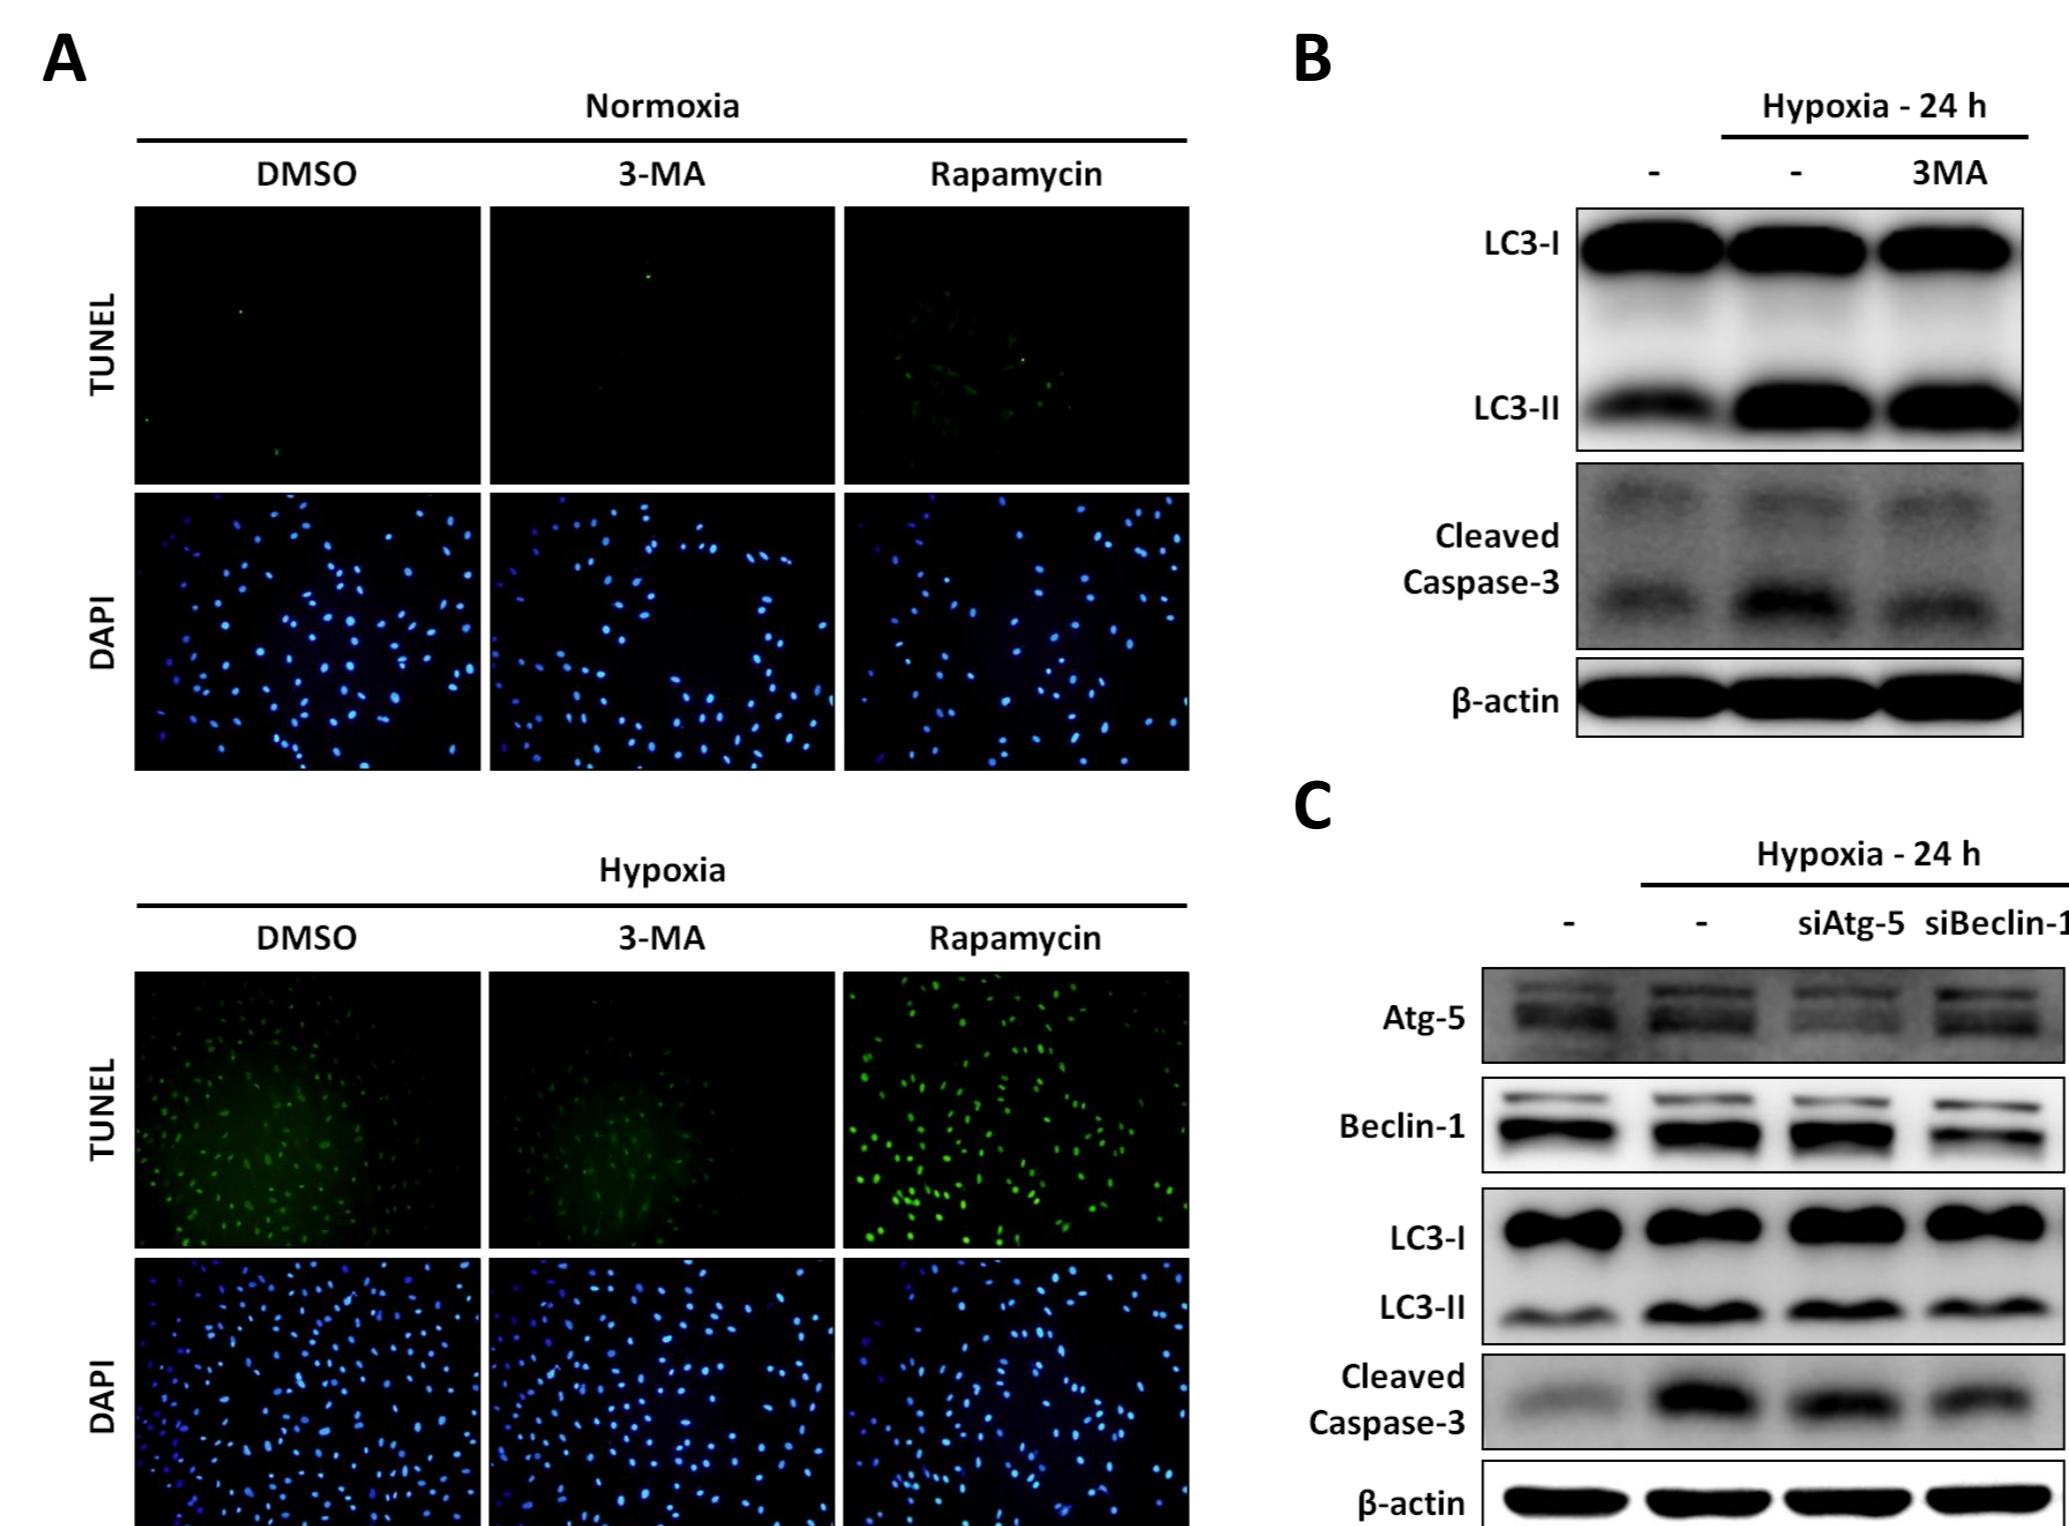 A
Normoxia
DMSO 3-MA Rapamycin
TUNEL
DAPI
Hypoxia
DMSO 3-MA Rapamycin
TUNEL
DAPI
B
Hypoxia - 24 h
- - 3MA
LC3-I
LC3-II
Cleaved
Caspase-3
β-actin
C
Hypoxia - 24 h
- - siAtg-5 siBeclin-1
Atg-5
Beclin-1
LC3-I
LC3-II
Cleaved
Caspase-3
β-actin